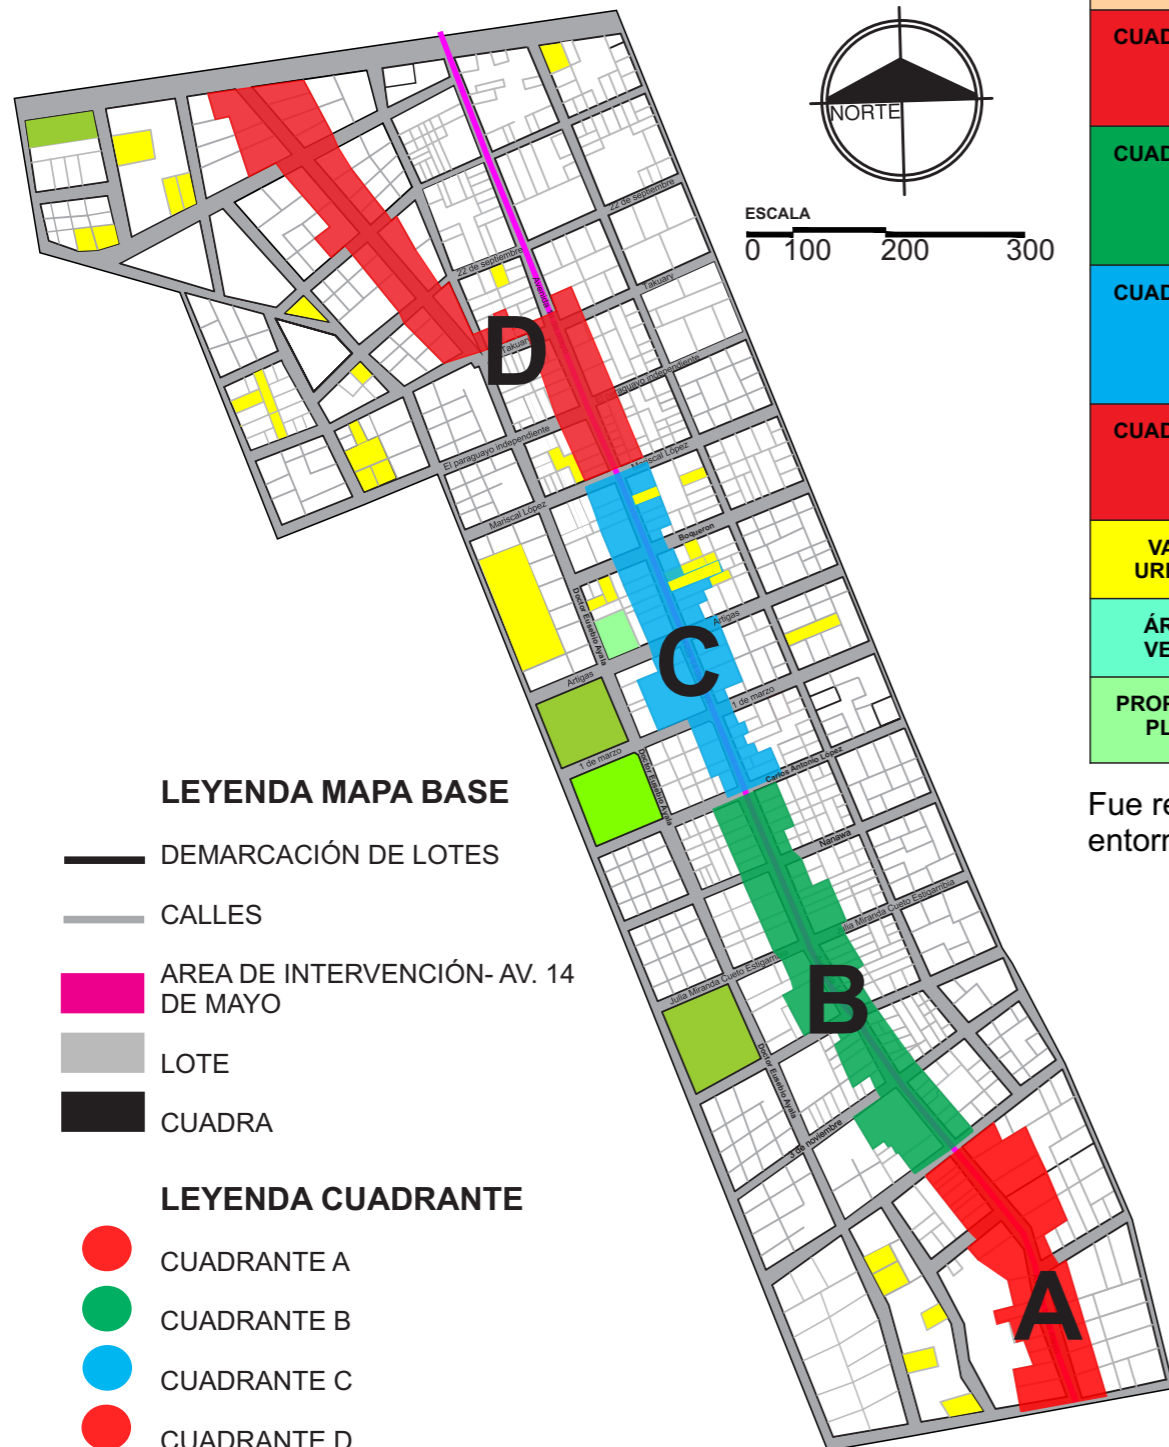 NORTE
ESCALA
0 100 200 300
22 de septiembre
22 de septiembre
Avenida
Takuary
Takuary
paraguayo independiente
El paraguayo independiente
Mariscal López
Mariscal López
Boqueron
Doctor Eusebio Ayala
Artigas
Artigas
1 de marzo
1 de marzo
Doctor Eusebio Ayala
Carlos Antonio López
Nanawa
Julia Miranda Cueto Estigarribia
Julia Miranda Cueto Estigarribia
Doctor Eusebio Ayala
3 de noviembre
D
C
B
A
LEYENDA MAPA BASE
DEMARCACIÓN DE LOTES
CALLES
AREA DE INTERVENCIÓN- AV. 14
DE MAYO
LOTE
CUADRA
LEYENDA CUADRANTE
CUADRANTE A
CUADRANTE B
CUADRANTE C
CUADRANTE D
CUAD
CUAD
CUAD
CUAD
VA
URI
ÁR
VE
PROP
PL
Fue re
entorn